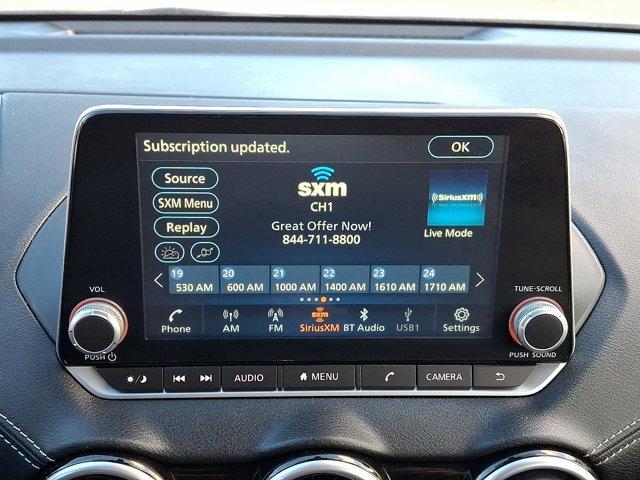 Subscription updated.
OK
Source
sxm
SXM Menu
CH1
((SiriusXM))
Replay
Great Offer Now!
844-711-8800
Live Mode
19 20 21 22 23 24
530 AM 600 AM 1000 AM 1400 AM 1610 AM 1710 AM
VOL
TUNE·SCROLL
sxm
Phone AM FM SiriusXM BT Audio USB1 Settings
PUSH
PUSH SOUND
AUDIO MENU CAMERA